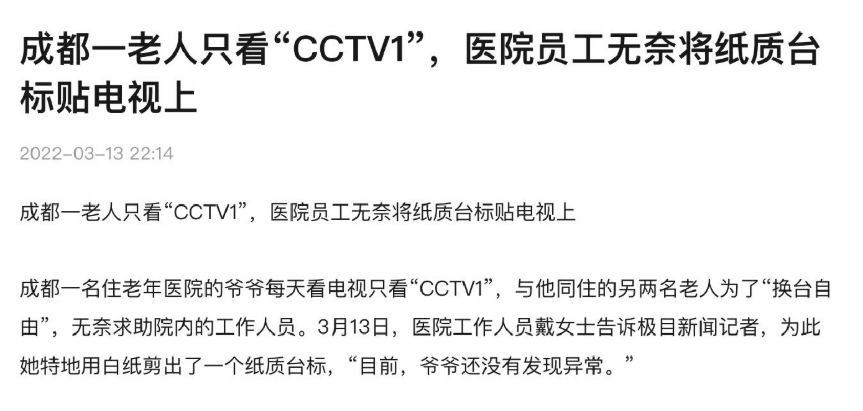 成都一老人只看“CCTV1”，医院员工无奈将纸质台
标贴电视上
2022-03-13 22:14
成都一老人只看“CCTV1”，医院员工无奈将纸质台标贴电视上
成都一名住老年医院的爷爷每天看电视只看“CCTV1”，与他同住的另两名老人为了“换台自
由”，无奈求助院内的工作人员。3月13日，医院工作人员戴女士告诉极目新闻记者，为此
她特地用白纸剪出了一个纸质台标，“目前，爷爷还没有发现异常。”